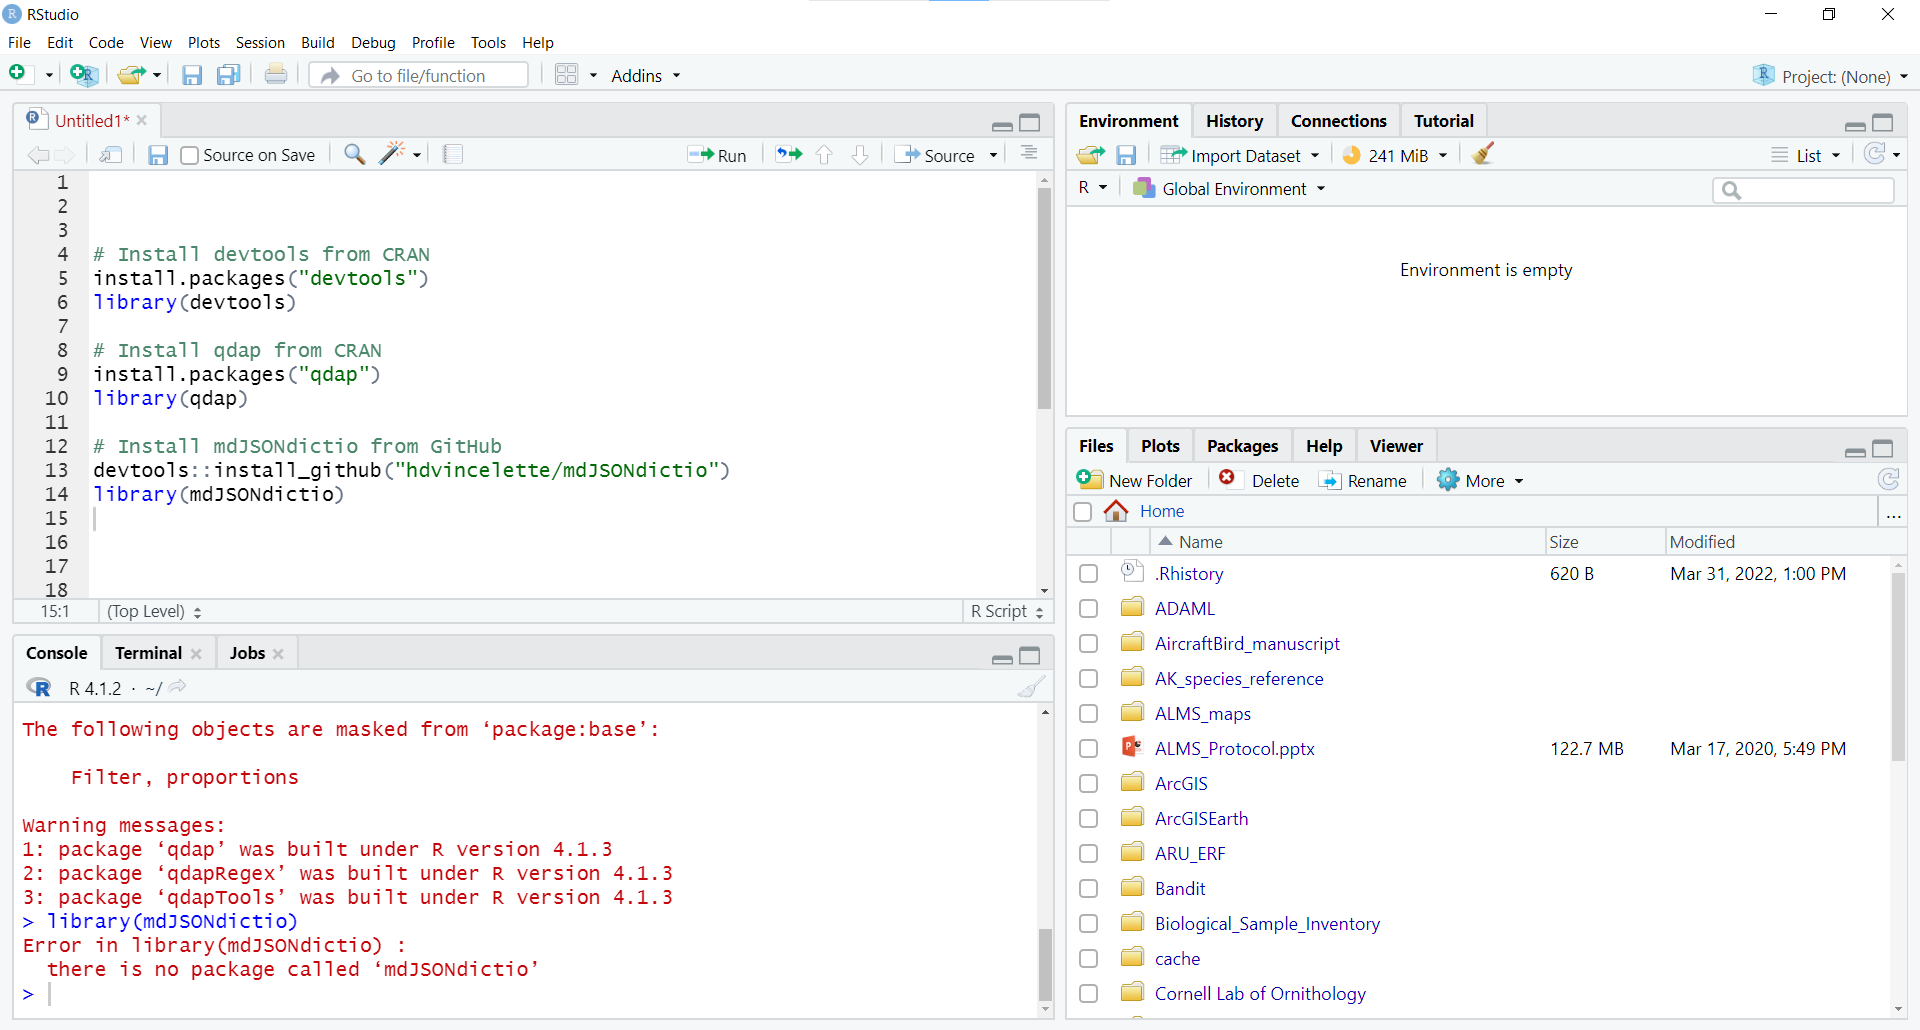 RStudio
File Edit Code View Plots Session Build Debug Profile Tools Help
Go to file/function Addins Project: (None)
Untitled1*
Source on Save Run Source
1
2
3
4 # Install devtools from CRAN
5 install.packages("devtools")
6 library(devtools)
7
8 # Install qdap from CRAN
9 install.packages("qdap")
10 library(qdap)
11
12 # Install mdJSONdictio from GitHub
13 devtools::install_github("hdvincelette/mdJSONdictio")
14 library(mdJSONdictio)
15
16
17
18
15:1 (Top Level) R Script
Console Terminal Jobs
R 4.1.2 · ~/
The following objects are masked from ‘package:base’:
Filter, proportions
Warning messages:
1: package ‘qdap’ was built under R version 4.1.3
2: package ‘qdapRegex’ was built under R version 4.1.3
3: package ‘qdapTools’ was built under R version 4.1.3
> library(mdJSONdictio)
Error in library(mdJSONdictio) :
there is no package called ‘mdJSONdictio’
>
Environment History Connections Tutorial
Import Dataset 241 MiB List
R Global Environment
Environment is empty
Files Plots Packages Help Viewer
New Folder Delete Rename More
Home ...
Name Size Modified
.Rhistory 620 B Mar 31, 2022, 1:00 PM
ADAML
AircraftBird_manuscript
AK_species_reference
ALMS_maps
ALMS_Protocol.pptx 122.7 MB Mar 17, 2020, 5:49 PM
ArcGIS
ArcGISEarth
ARU_ERF
Bandit
Biological_Sample_Inventory
cache
Cornell Lab of Ornithology